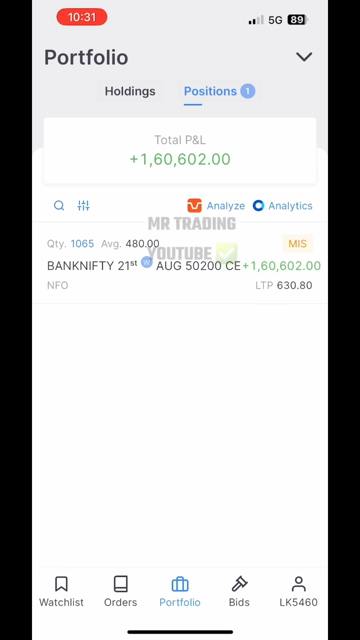 10:31
5G 89
Portfolio
Holdings Positions 1
Total P&L
+1,60,602.00
Analyze Analytics
MR TRADING
Qty. 1065 Avg. 480.00 MIS
YOUTUBE ✅
BANKNIFTY 21st W AUG 50200 CE +1,60,602.00
NFO LTP 630.80
Watchlist Orders Portfolio Bids LK5460